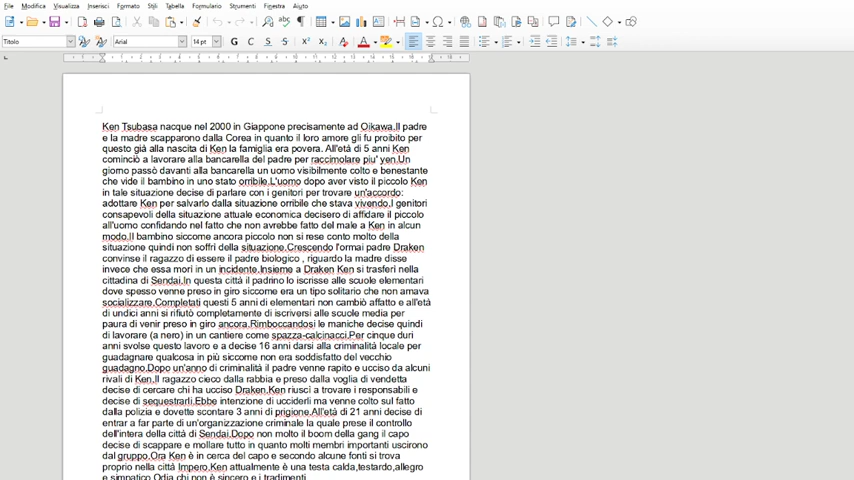 File Modifica Visualizza Inserisci Formato Stili Tabella Formulario Strumenti Finestra Aiuto
Titolo Arial 14 pt
Ken Tsubasa nacque nel 2000 in Giappone precisamente ad Oikawa.Il padre
e la madre scapparono dalla Corea in quanto il loro amore gli fu proibito per
questo già alla nascita di Ken la famiglia era povera. All'età di 5 anni Ken
cominciò a lavorare alla bancarella del padre per raccimolare piu' yen.Un
giorno passò davanti alla bancarella un uomo visibilmente colto e benestante
che vide il bambino in uno stato orribile.L'uomo dopo aver visto il piccolo Ken
in tale situazione decise di parlare con i genitori per trovare un'accordo:
adottare Ken per salvarlo dalla situazione orribile che stava vivendo.I genitori
consapevoli della situazione attuale economica decisero di affidare il piccolo
all'uomo confidando nel fatto che non avrebbe fatto del male a Ken in alcun
modo.Il bambino siccome ancora piccolo non si rese conto molto della
situazione quindi non soffrì della situazione.Crescendo l'ormai padre Draken
convinse il ragazzo di essere il padre biologico , riguardo la madre disse
invece che essa morì in un incidente.Insieme a Draken Ken si trasferì nella
cittadina di Sendai.In questa città il padrino lo iscrisse alle scuole elementari
dove spesso venne preso in giro siccome era un tipo solitario che non amava
socializzare.Completati questi 5 anni di elementari non cambiò affatto e all'età
di undici anni si rifiutò completamente di iscriversi alle scuole media per
paura di venir preso in giro ancora.Rimboccandosi le maniche decise quindi
di lavorare (a nero) in un cantiere come spazza-calcinacci.Per cinque duri
anni svolse questo lavoro e a decise 16 anni darsi alla criminalità locale per
guadagnare qualcosa in più siccome non era soddisfatto del vecchio
guadagno.Dopo un'anno di criminalità il padre venne rapito e ucciso da alcuni
rivali di Ken.Il ragazzo cieco dalla rabbia e preso dalla voglia di vendetta
decise di cercare chi ha ucciso Draken.Ken riuscì a trovare i responsabili e
decise di sequestrarli.Ebbe intenzione di ucciderli ma venne colto sul fatto
dalla polizia e dovette scontare 3 anni di prigione.All'età di 21 anni decise di
entrar a far parte di un'organizzazione criminale la quale prese il controllo
dell'intera della città di Sendai.Dopo non molto il boom della gang il capo
decise di scappare e mollare tutto in quanto molti membri importanti uscirono
dal gruppo.Ora Ken è in cerca del capo e secondo alcune fonti si trova
proprio nella città Impero.Ken attualmente è una testa calda,testardo,allegro
e simpatico.Odia chi non è sincero e i tradimenti